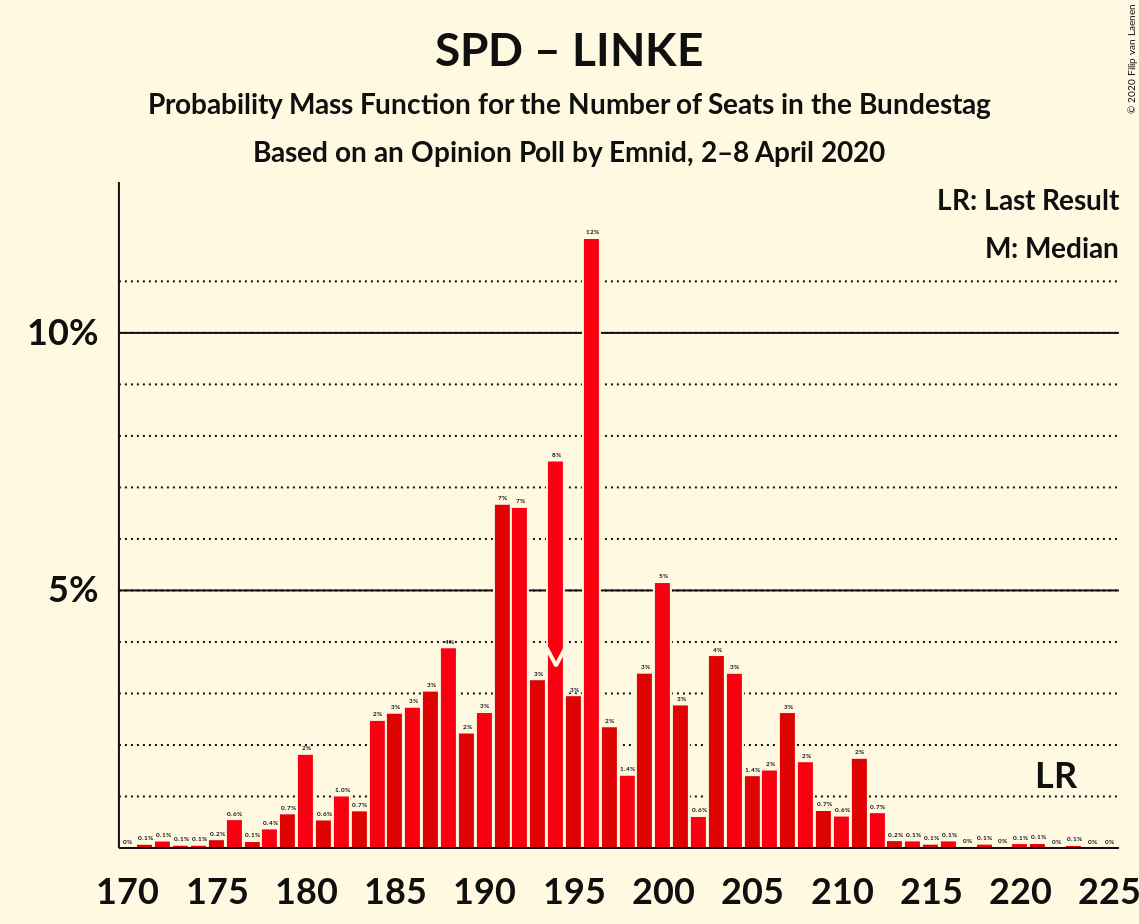 SPD – LINKE
Probability Mass Function for the Number of Seats in the Bundestag
Based on an Opinion Poll by Emnid, 2–8 April 2020
© 2020 Filip van Laenen
LR: Last Result
M: Median
10%
5%
0% 0.1% 0.1% 0.1% 0.1% 0.2% 0.6% 0.1% 0.4% 0.7% 2% 0.6% 1.0% 0.7% 2% 3% 3% 3% 4% 2% 3% 7% 7% 3% 8% 3% 12% 2% 1.4% 3% 5% 3% 0.6% 4% 3% 1.4% 2% 3% 2% 0.7% 0.6% 2% 0.7% 0.2% 0.1% 0.1% 0.1% 0% 0.1% 0% 0.1% 0.1% 0% 0.1% 0% 0%
M
LR
170 175 180 185 190 195 200 205 210 215 220 225